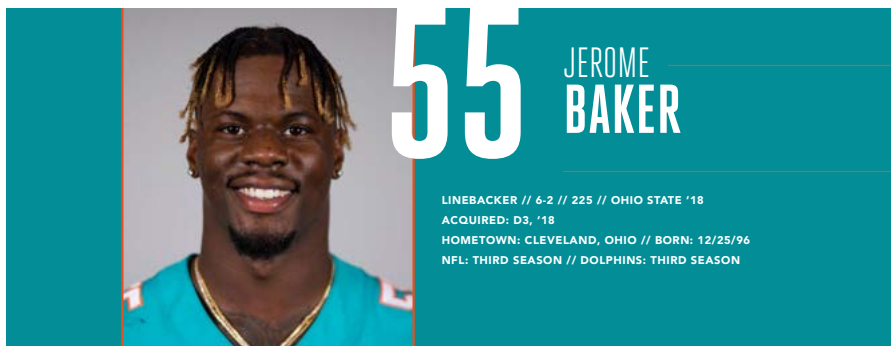 55
JEROME
BAKER
LINEBACKER // 6-2 // 225 // OHIO STATE ‘18
ACQUIRED: D3, ‘18
HOMETOWN: CLEVELAND, OHIO // BORN: 12/25/96
NFL: THIRD SEASON // DOLPHINS: THIRD SEASON